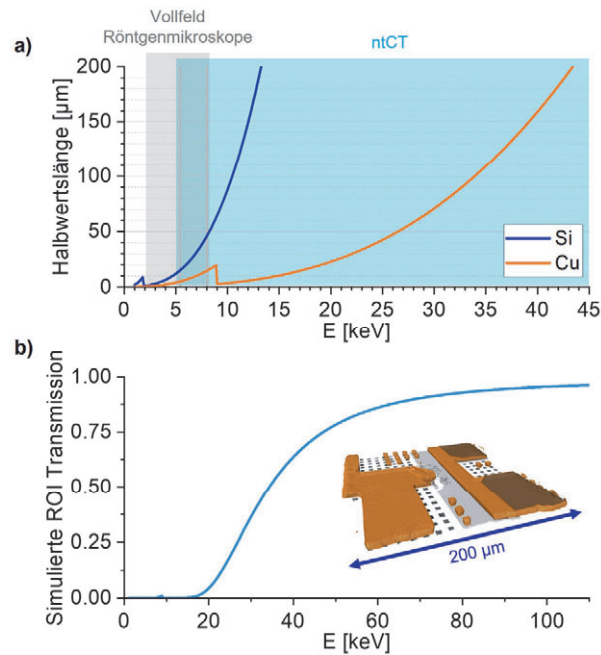 Vollfeld
Röntgenmikroskope
a)
ntCT
Halbwertslänge [µm]
200
150
100
50
0
Si
Cu
0 5 10 15 20 25 30 35 40 45
E [keV]
b)
Simulierte ROI Transmission
1.00
0.75
0.50
0.25
0.00
200 µm
0 20 40 60 80 100
E [keV]